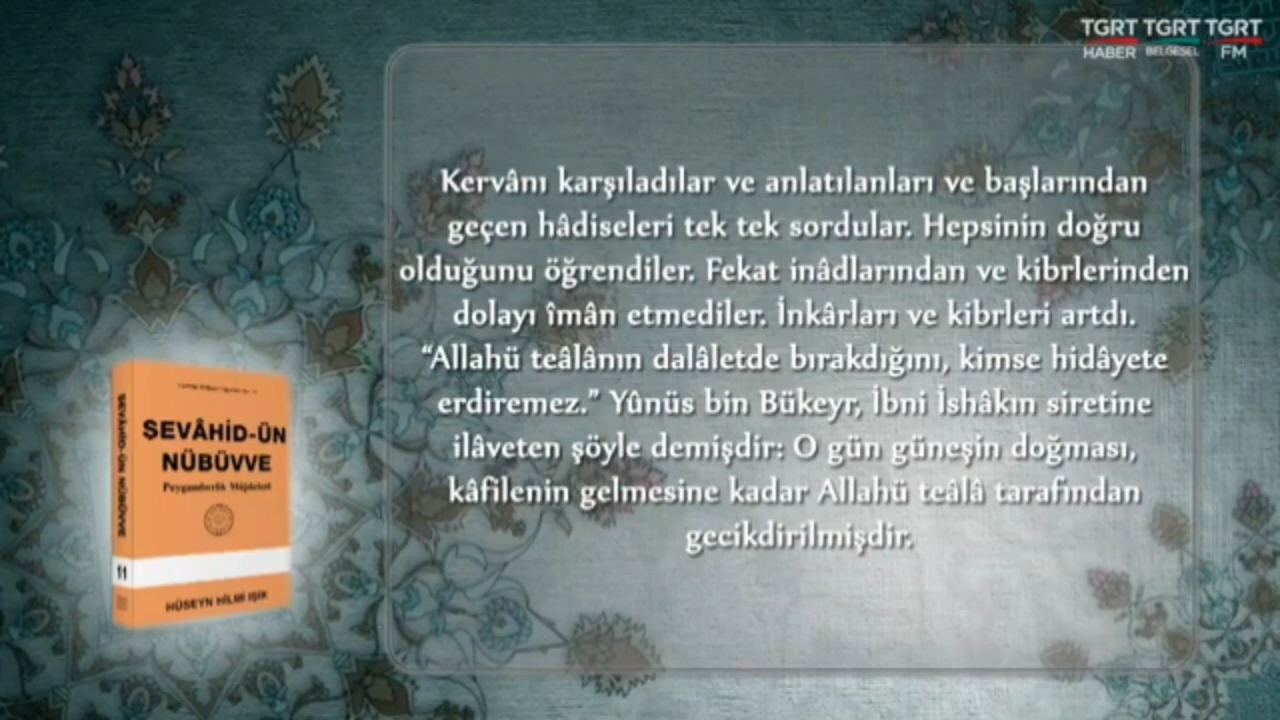 TGRT TGRT TGRT
HABER BELGESEL FM
Kervânı karşıladılar ve anlatılanları ve başlarından
geçen hâdiseleri tek tek sordular. Hepsinin doğru
olduğunu öğrendiler. Fekat inâdlarından ve kibrlerinden
dolayı îmân etmediler. İnkârları ve kibrleri artdı.
“Allahü teâlânın dalâletde bırakdığını, kimse hidâyete
erdiremez.” Yûnüs bin Bükeyr, İbni İshâkın siretine
ilâveten şöyle demişdir: O gün güneşin doğması,
kâfilenin gelmesine kadar Allahü teâlâ tarafından
gecikdirilmişdir.
ŞEVÂHİD-ÜN
NÜBÜVVE
Peygamberlik Müjdeleri
HÜSEYN HİLMİ IŞIK
ŞEVÂHİD-ÜN NÜBÜVVE
11